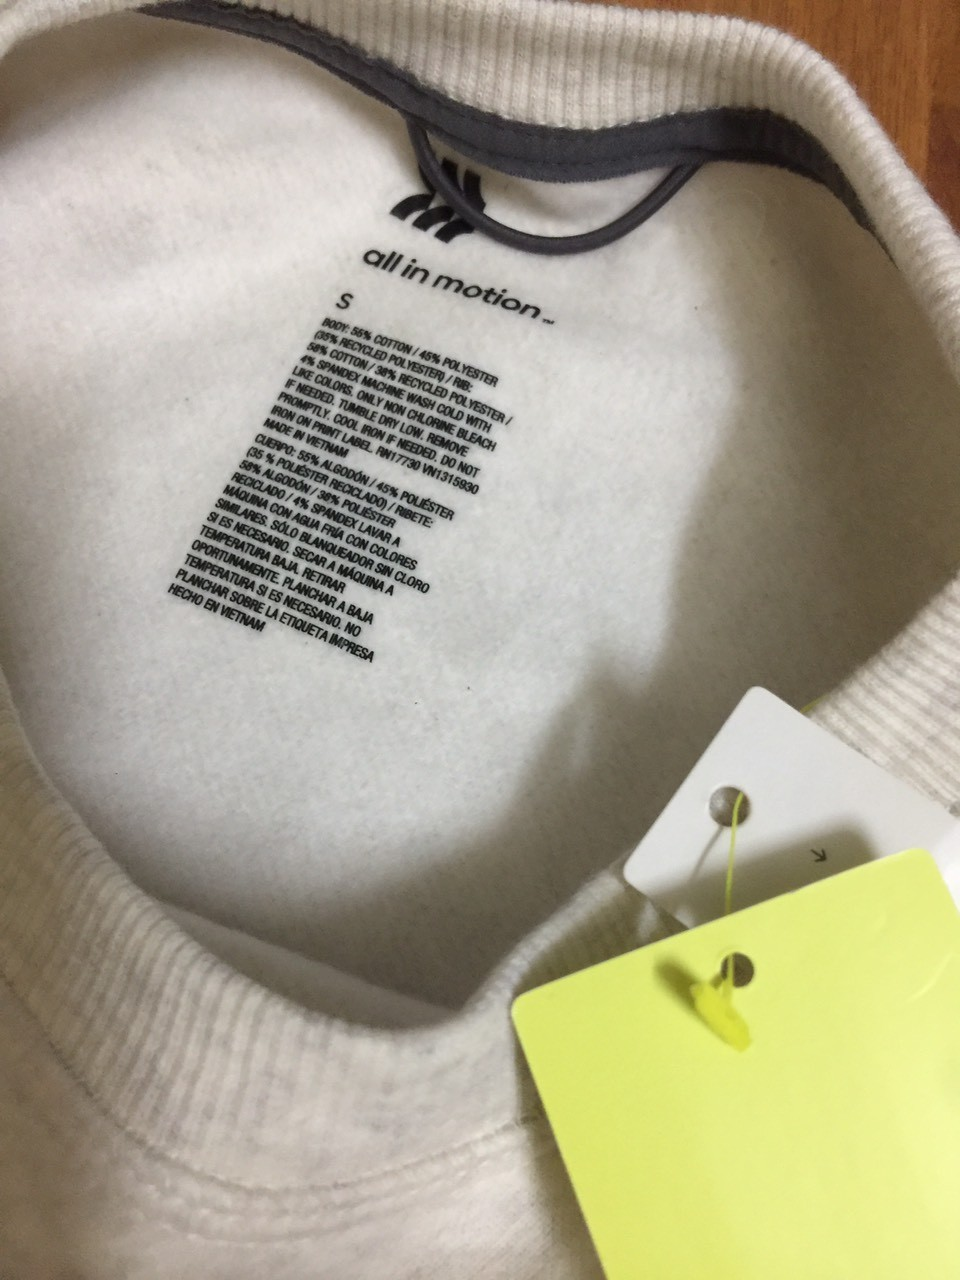 all in motion™
S
BODY: 55% COTTON / 45% POLYESTER
(35% RECYCLED POLYESTER) / RIB:
58% COTTON / 38% RECYCLED POLYESTER /
4% SPANDEX MACHINE WASH COLD WITH
LIKE COLORS. ONLY NON CHLORINE BLEACH
IF NEEDED. TUMBLE DRY LOW. REMOVE
PROMPTLY. COOL IRON IF NEEDED. DO NOT
IRON ON PRINT LABEL. RN17730 VN1315930
MADE IN VIETNAM
CUERPO: 55% ALGODÓN / 45% POLIÉSTER
(35 % POLIÉSTER RECICLADO) / RIBETE:
58% ALGODÓN / 38% POLIÉSTER
RECICLADO / 4% SPANDEX LAVAR A
MÁQUINA CON AGUA FRÍA CON COLORES
SIMILARES. SÓLO BLANQUEADOR SIN CLORO
SI ES NECESARIO. SECAR A MÁQUINA A
TEMPERATURA BAJA. RETIRAR
OPORTUNAMENTE. PLANCHAR A BAJA
TEMPERATURA SI ES NECESARIO. NO
PLANCHAR SOBRE LA ETIQUETA IMPRESA
HECHO EN VIETNAM